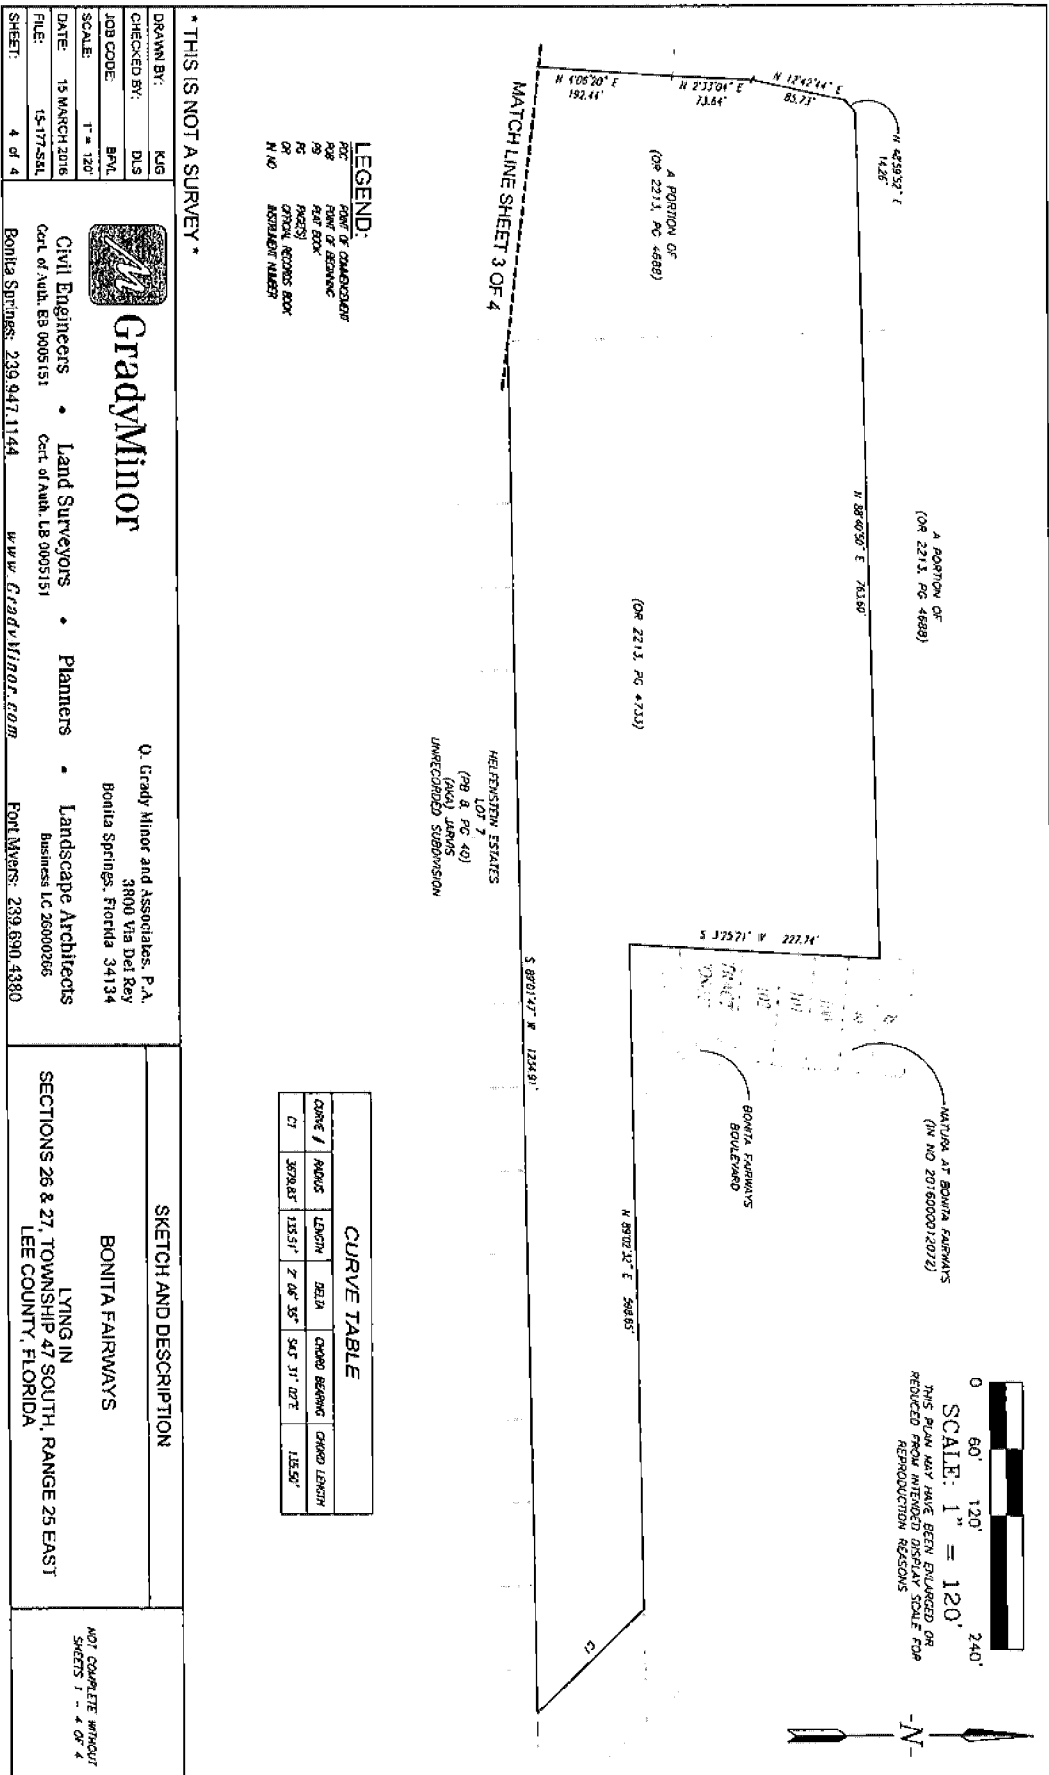 0 60' 120' 240'
SCALE: 1" = 120'
THIS PLAN MAY HAVE BEEN ENLARGED OR
REDUCED FROM INTENDED DISPLAY SCALE FOR
REPRODUCTION REASONS
-N-
N 48°59'52" E
14.26'
N 12°42'44" E
85.73'
N 2°33'04" E
73.64'
N 4°06'20" E
192.44'
A PORTION OF
(OR 2213, PG 4688)
A PORTION OF
(OR 2213, PG 4688)
N 88°40'50" E 763.60'
(OR 2213, PG 4733)
S 3°25'21" W 227.74'
101
102
TRACT
NATURA AT BONITA FAIRWAYS
(IN NO 2016000012072)
BONITA FAIRWAYS
BOULEVARD
N 89°02'32" E 588.85'
C1
S 89°01'47" W 1254.91'
MATCH LINE SHEET 3 OF 4
HELFENSTEIN ESTATES
LOT 7
(PB 8, PG 40)
(AKA) JARVIS
UNRECORDED SUBDIVISION
LEGEND:
POC POINT OF COMMENCEMENT
POB POINT OF BEGINNING
PB PLAT BOOK
PG PAGE(S)
OR OFFICIAL RECORDS BOOK
IN NO INSTRUMENT NUMBER
CURVE TABLE
CURVE # RADIUS LENGTH DELTA CHORD BEARING CHORD LENGTH
C1 3679.83' 135.51' 2° 06' 36" S43° 31' 02"E 135.50'
* THIS IS NOT A SURVEY *
DRAWN BY: KJG
CHECKED BY: DLS
JOB CODE: BFVL
SCALE: 1" = 120'
DATE: 15 MARCH 2016
FILE: 15-177-S&L
SHEET: 4 of 4
GradyMinor
Q. Grady Minor and Associates, P.A.
3800 Via Del Rey
Bonita Springs, Florida 34134
Civil Engineers • Land Surveyors • Planners • Landscape Architects
Cert. of Auth. EB 0005151 Cert. of Auth. LB 0005151 Business LC 26000266
Bonita Springs: 239.947.1144 www.GradyMinor.com Fort Myers: 239.690.4380
SKETCH AND DESCRIPTION
BONITA FAIRWAYS
LYING IN
SECTIONS 26 & 27, TOWNSHIP 47 SOUTH, RANGE 25 EAST
LEE COUNTY, FLORIDA
NOT COMPLETE WITHOUT
SHEETS 1 - 4 OF 4